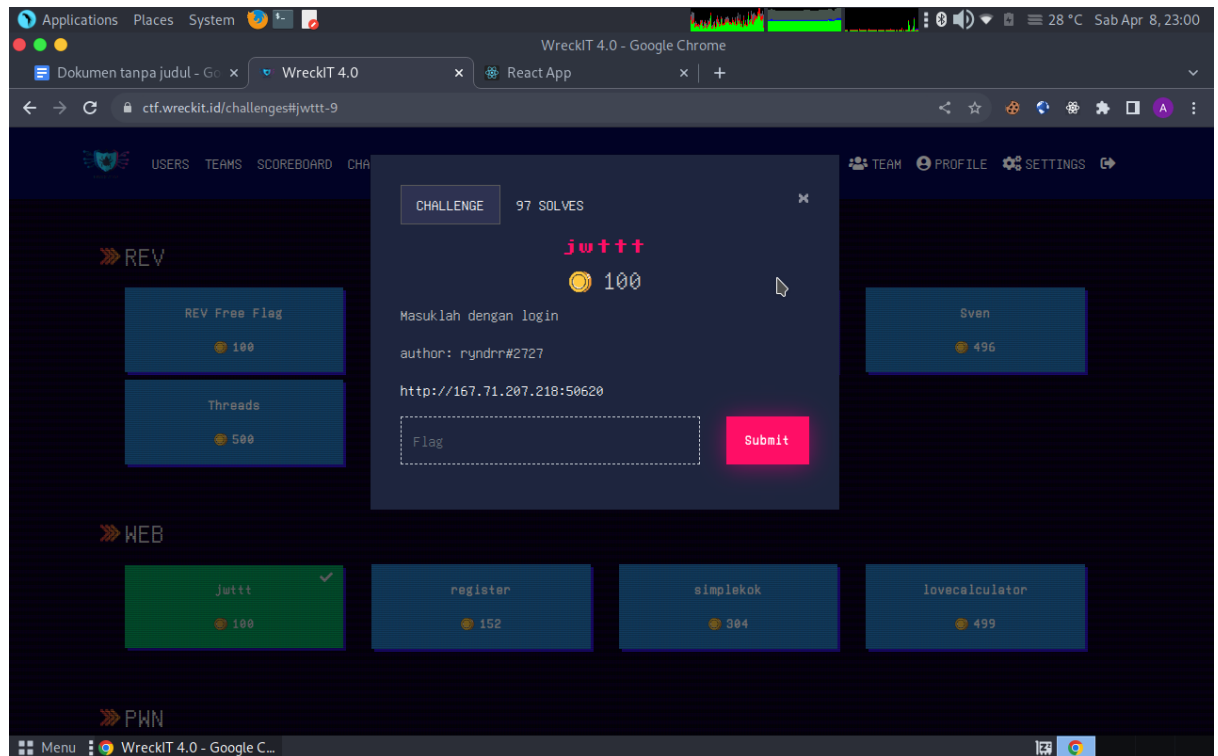 Applications Places System 28 °C Sab Apr 8, 23:00
WreckIT 4.0 - Google Chrome
Dokumen tanpa judul - Go WreckIT 4.0 React App
ctf.wreckit.id/challenges#jwttt-9 A
USERS TEAMS SCOREBOARD CHA TEAM PROFILE SETTINGS
CHALLENGE 97 SOLVES
jwttt
100
Masuklah dengan login
author: ryndrr#2727
http://167.71.207.218:50620
Flag Submit
REV
REV Free Flag Sven
100 496
Threads
500
WEB
jwttt register simplekok lovecalculator
100 152 304 499
PWN
Menu WreckIT 4.0 - Google C...